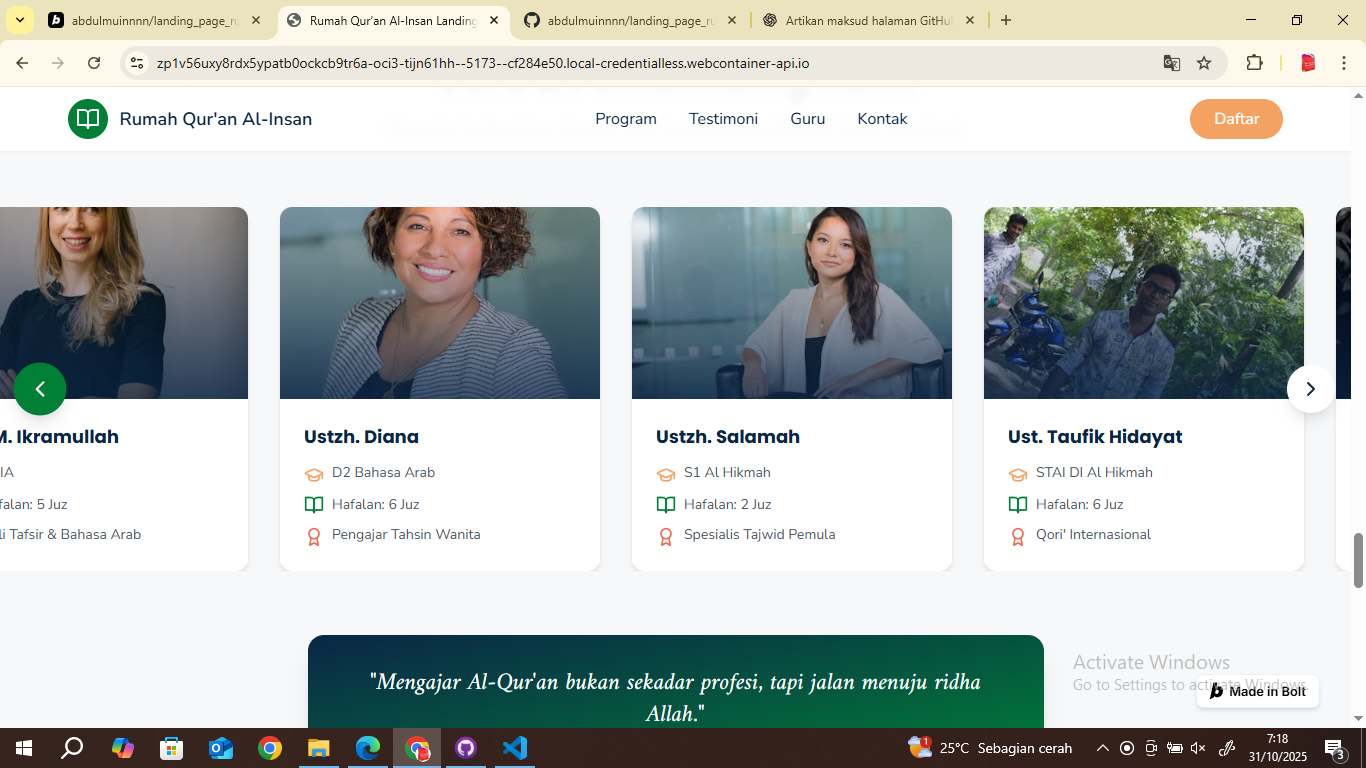 abdulmuinnnn/landing_page_ru
Rumah Qur'an Al-Insan Landing
abdulmuinnnn/landing_page_ru
Artikan maksud halaman GitHu
zp1v56uxy8rdx5ypatb0ockcb9tr6a-oci3-tijn61hh--5173--cf284e50.local-credentialless.webcontainer-api.io
Rumah Qur'an Al-Insan
Program
Testimoni
Guru
Kontak
Daftar
M. Ikramullah
IA
falan: 5 Juz
li Tafsir & Bahasa Arab
Ustzh. Diana
D2 Bahasa Arab
Hafalan: 6 Juz
Pengajar Tahsin Wanita
Ustzh. Salamah
S1 Al Hikmah
Hafalan: 2 Juz
Spesialis Tajwid Pemula
Ust. Taufik Hidayat
STAI DI Al Hikmah
Hafalan: 6 Juz
Qori' Internasional
"Mengajar Al-Qur'an bukan sekadar profesi, tapi jalan menuju ridha
Allah."
Activate Windows
Go to Settings to activate Windows.
Made in Bolt
1
25°C Sebagian cerah
7:18
31/10/2025
3